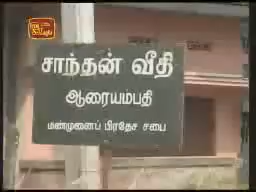 சாந்தன் வீதி
ஆரையம்பதி
மண்முனைப் பிரதேச சபை